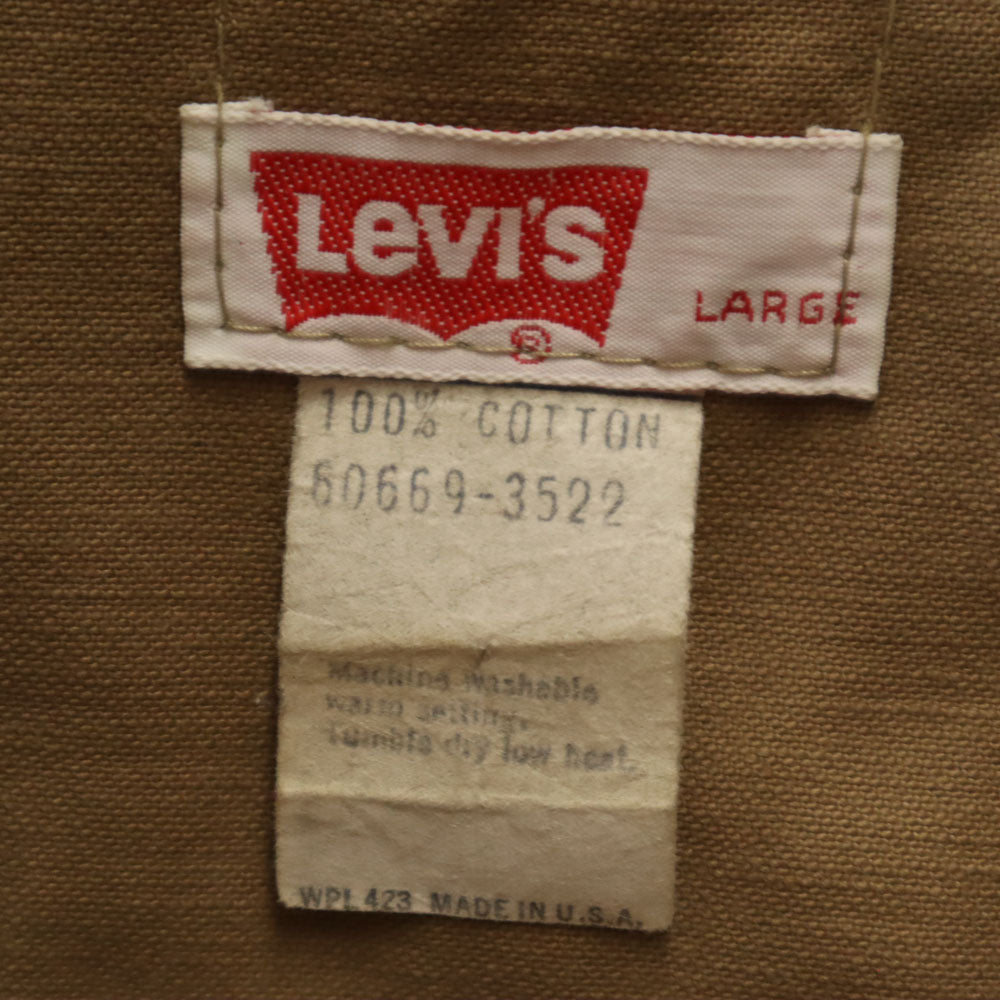 Levi's
®
LARGE
100% COTTON
60669-3522
Machine washable
warm setting.
Tumble dry low heat.
WPL 423 MADE IN U.S.A.